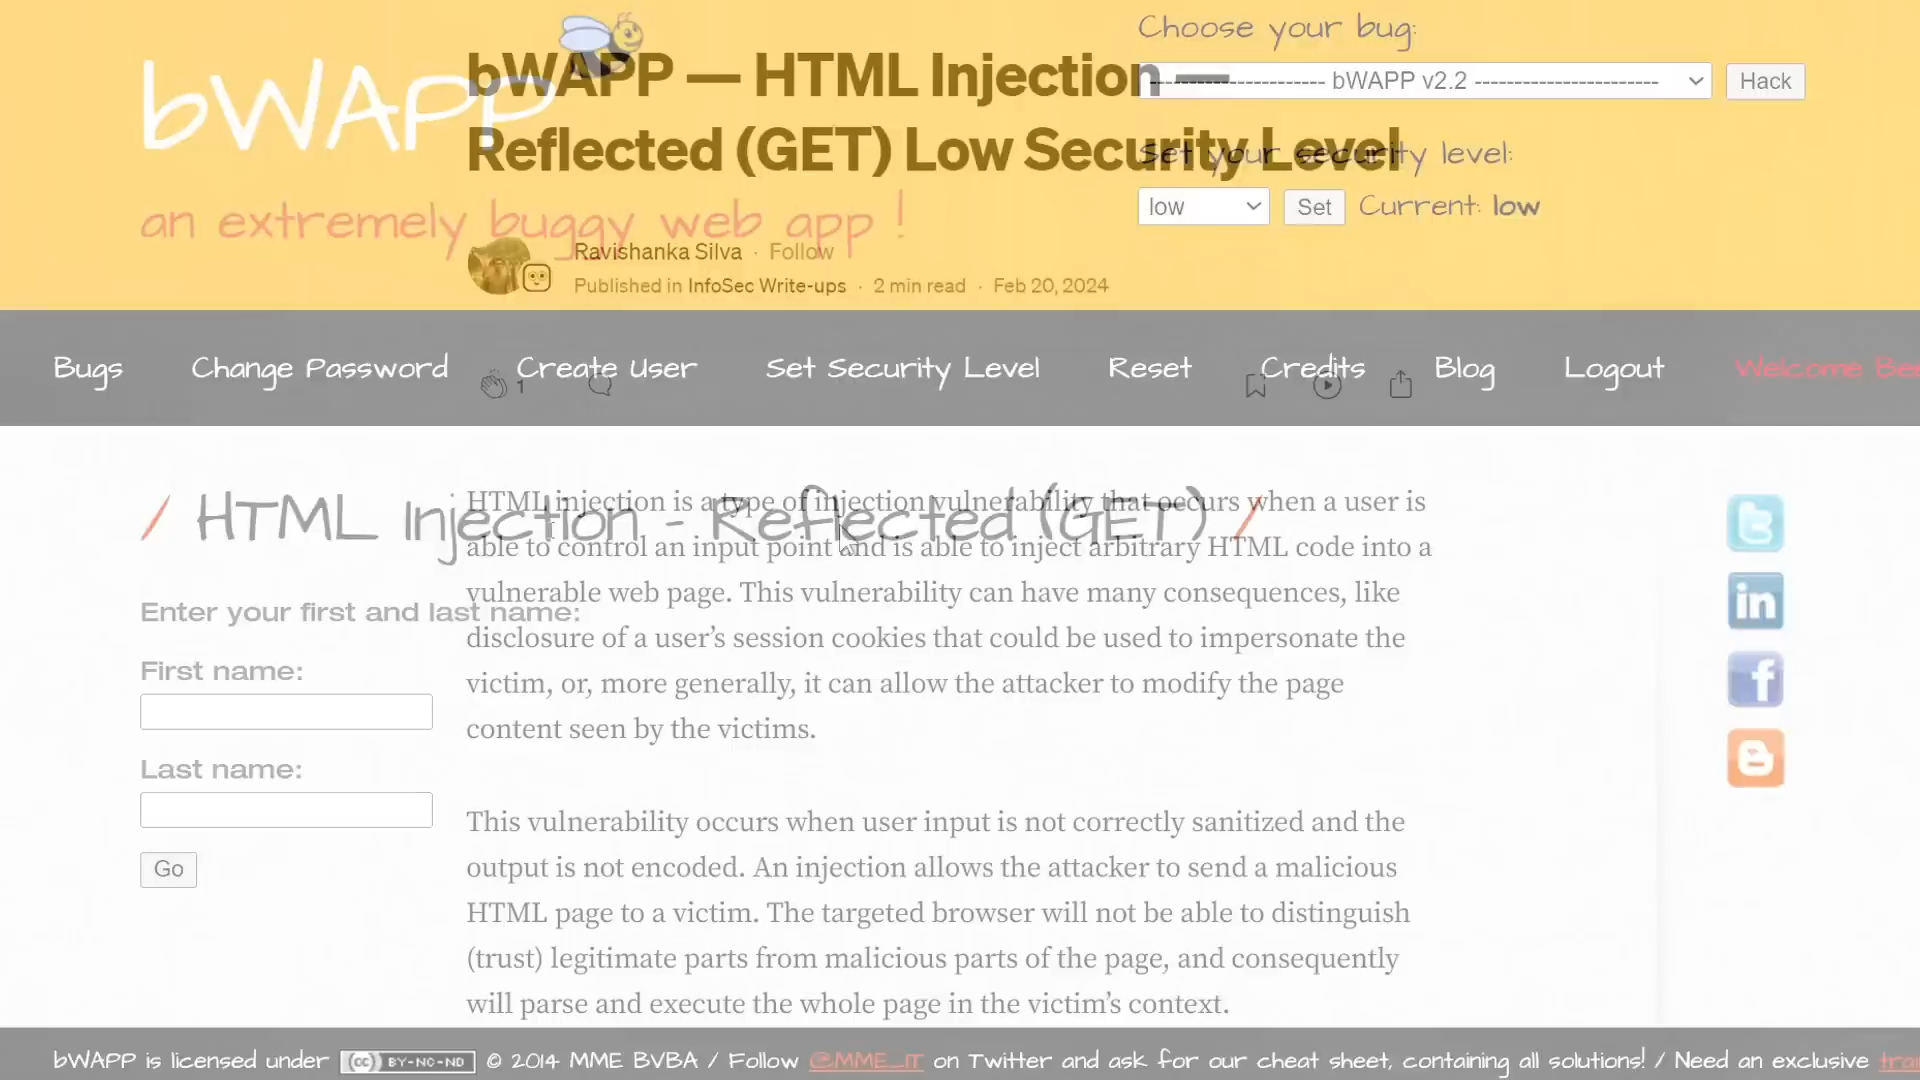 Choose your bug:
bWAPP
bWAPP — HTML Injection —
Reflected (GET) Low Security Level
---------------------- bWAPP v2.2 -----------------------
Hack
Set your security level:
low
Set
Current: low
an extremely buggy web app !
Ravishanka Silva · Follow
Published in InfoSec Write-ups · 2 min read · Feb 20, 2024
Bugs Change Password Create User Set Security Level Reset Credits Blog Logout Welcome Bee
1
/ HTML Injection - Reflected (GET) /
HTML injection is a type of injection vulnerability that occurs when a user is
able to control an input point and is able to inject arbitrary HTML code into a
vulnerable web page. This vulnerability can have many consequences, like
disclosure of a user’s session cookies that could be used to impersonate the
victim, or, more generally, it can allow the attacker to modify the page
content seen by the victims.
This vulnerability occurs when user input is not correctly sanitized and the
output is not encoded. An injection allows the attacker to send a malicious
HTML page to a victim. The targeted browser will not be able to distinguish
(trust) legitimate parts from malicious parts of the page, and consequently
will parse and execute the whole page in the victim’s context.
Enter your first and last name:
First name:
Last name:
Go
in
f
bWAPP is licensed under (cc) BY-NC-ND © 2014 MME BVBA / Follow @MME_IT on Twitter and ask for our cheat sheet, containing all solutions! / Need an exclusive